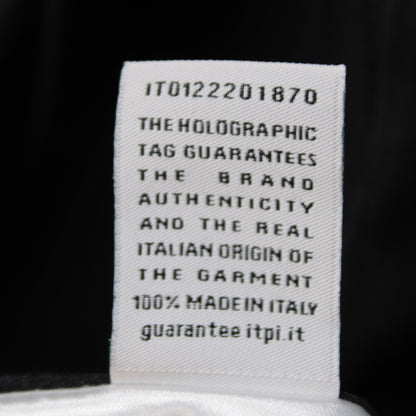 IT0122201870
THE HOLOGRAPHIC
TAG GUARANTEES
THE BRAND
AUTHENTICITY
AND THE REAL
ITALIAN ORIGIN OF
THE GARMENT
100% MADE IN ITALY
guarantee itpi.it